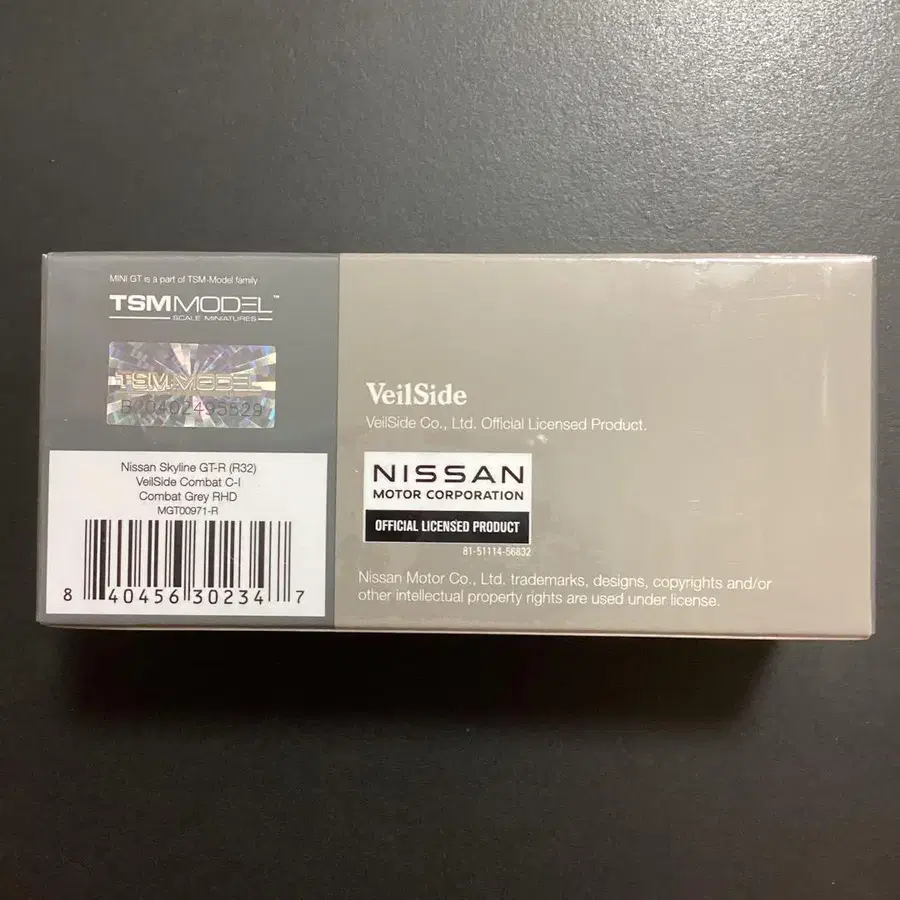 MINI GT is a part of TSM-Model family
TSMMODEL™
SCALE MINIATURES
TSM-MODEL
B20402495529
Nissan Skyline GT-R (R32)
VeilSide Combat C-I
Combat Grey RHD
MGT00971-R
8 40456 30234 7
VeilSide
VeilSide Co., Ltd. Official Licensed Product.
NISSAN
MOTOR CORPORATION
OFFICIAL LICENSED PRODUCT
81-51114-56832
Nissan Motor Co., Ltd. trademarks, designs, copyrights and/or
other intellectual property rights are used under license.